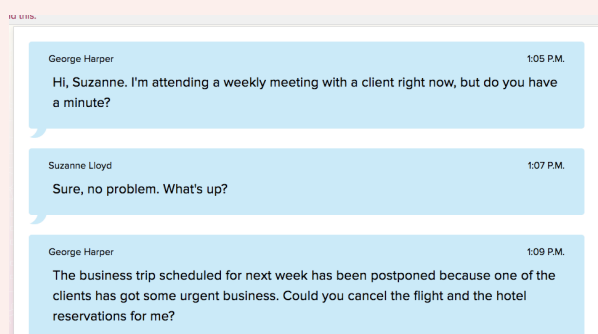 this.
George Harper 1:05 P.M.
Hi, Suzanne. I'm attending a weekly meeting with a client right now, but do you have
a minute?
Suzanne Lloyd 1:07 P.M.
Sure, no problem. What's up?
George Harper 1:09 P.M.
The business trip scheduled for next week has been postponed because one of the
clients has got some urgent business. Could you cancel the flight and the hotel
reservations for me?